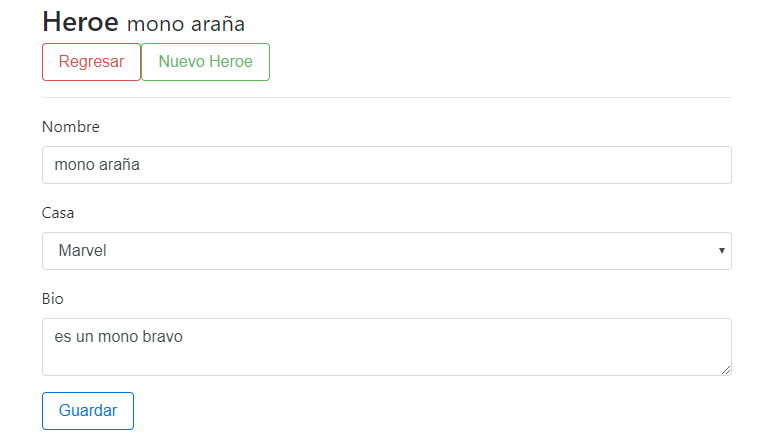 Heroe mono araña
Regresar Nuevo Heroe
Nombre
mono araña
Casa
Marvel
Bio
es un mono bravo
Guardar